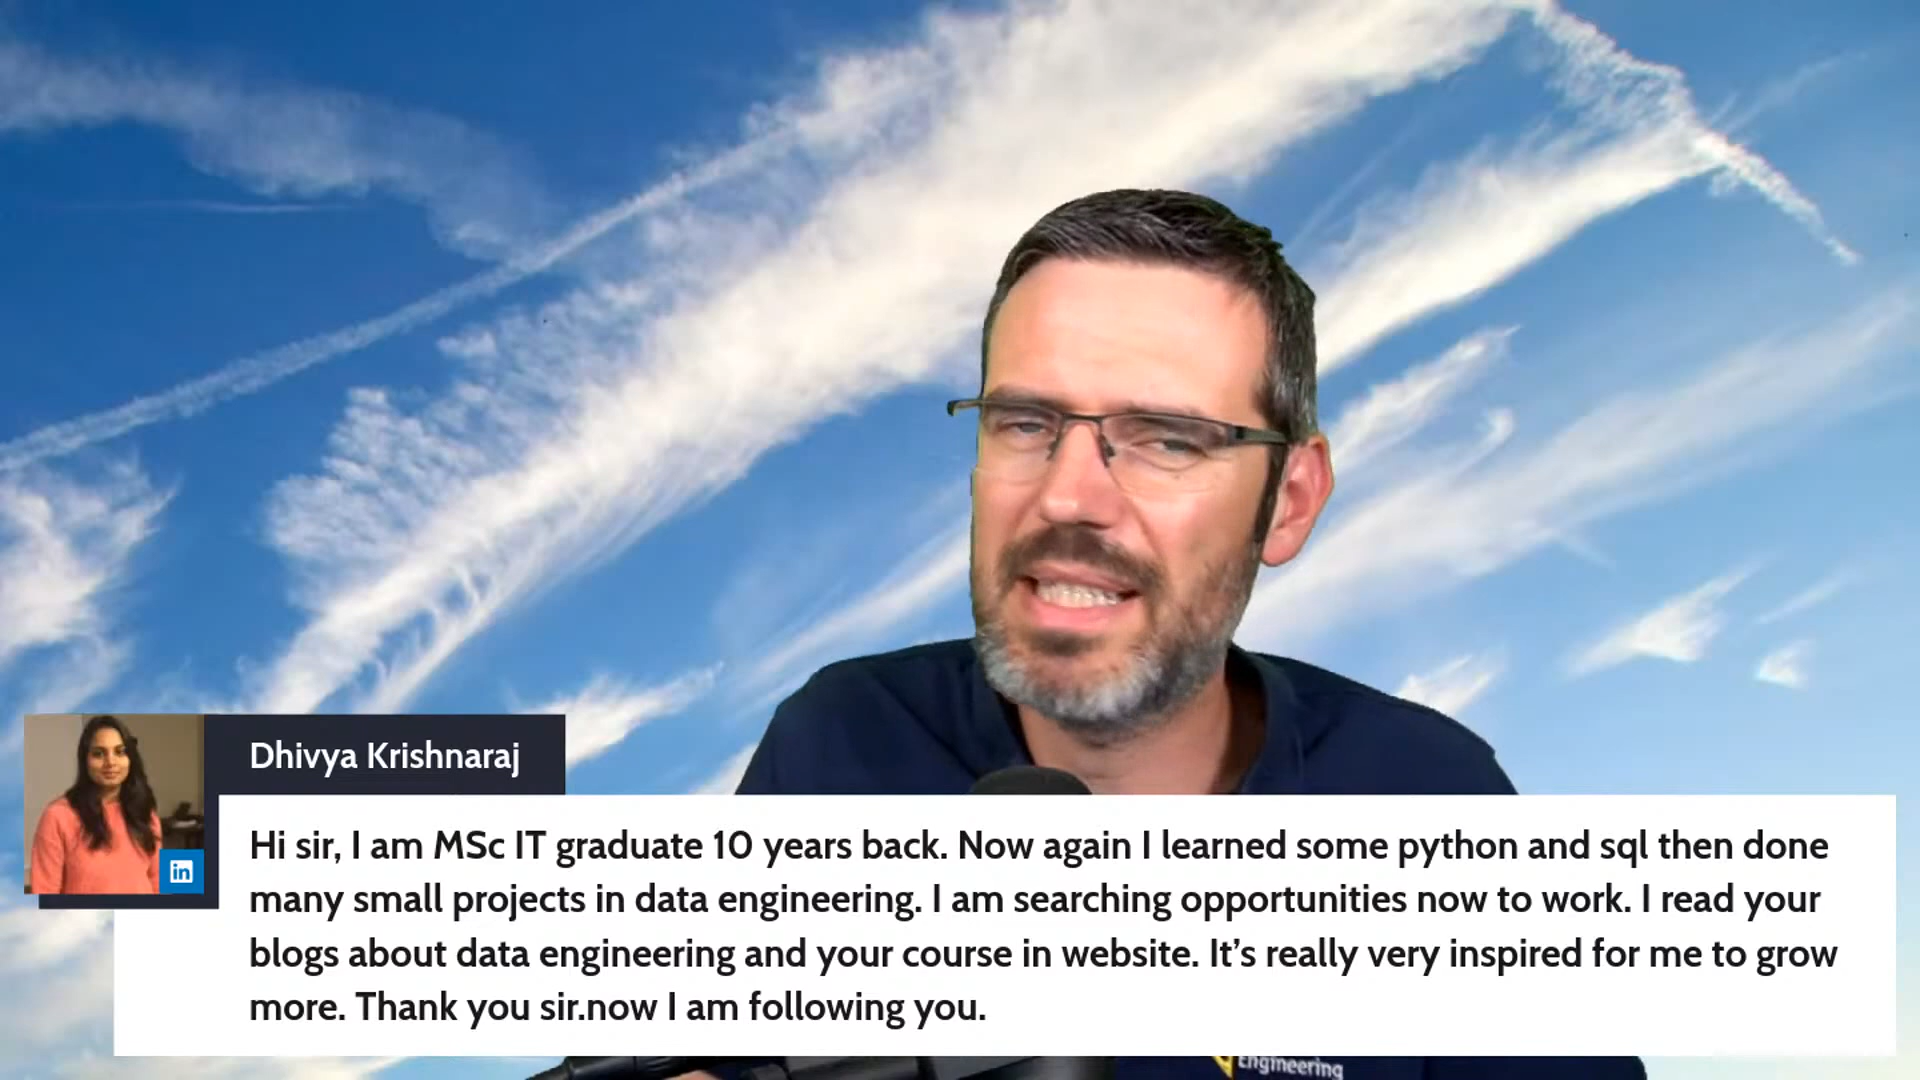 Dhivya Krishnaraj
in
Hi sir, I am MSc IT graduate 10 years back. Now again I learned some python and sql then done
many small projects in data engineering. I am searching opportunities now to work. I read your
blogs about data engineering and your course in website. It’s really very inspired for me to grow
more. Thank you sir.now I am following you.
Engineering